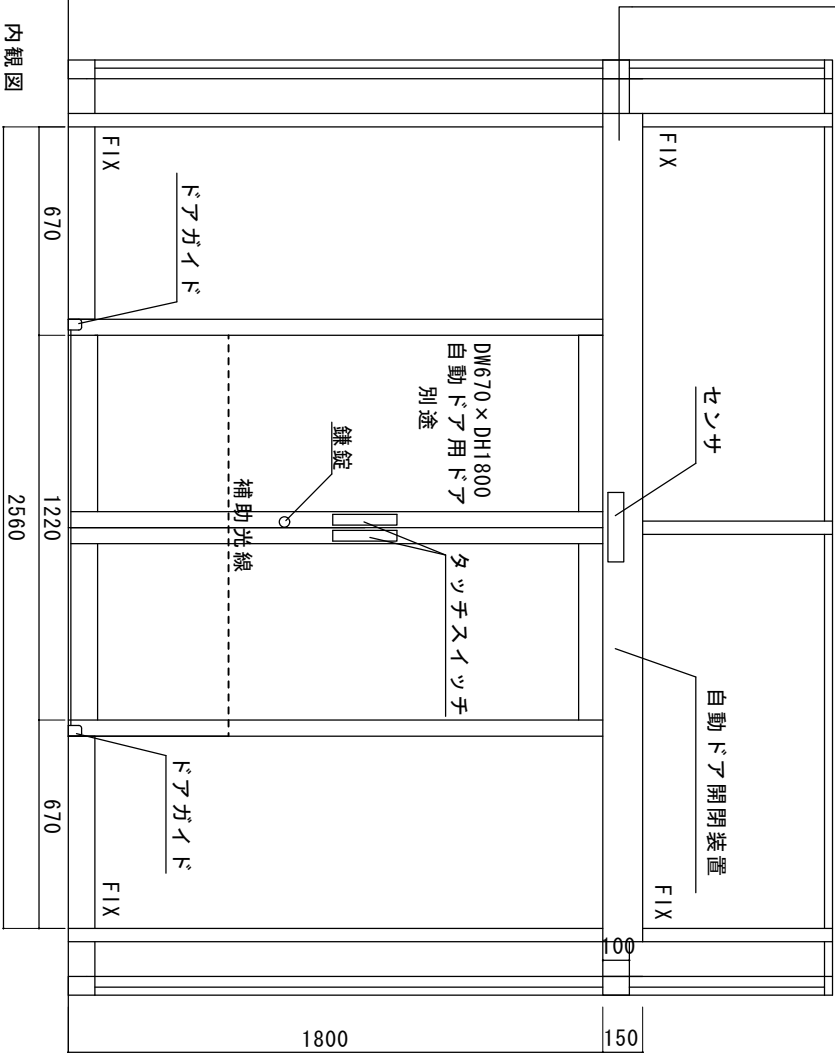 内観図
FIX
FIX
センサ
自動ドア開閉装置
FIX
FIX
ドアガイド
DW670×DH1800
自動ドア用ドア
別途
鎌錠
補助光線
タッチスイッチ
ドアガイド
670
1220
670
2560
100
150
1800